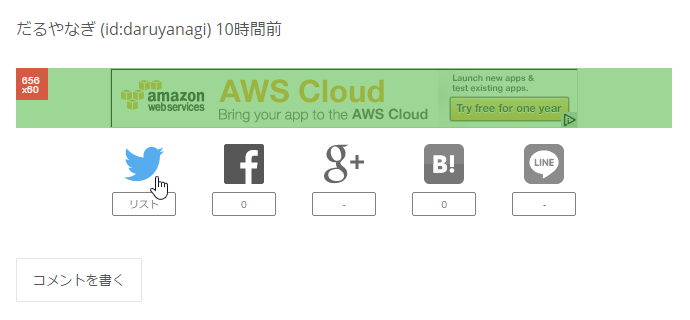 だるやなぎ (id:daruyanagi) 10時間前
656
x60
amazon
webservices
AWS Cloud
Bring your app to the AWS Cloud
Launch new apps &
test existing apps.
Try free for one year
f
g+
B!
LINE
リスト
0
-
0
-
コメントを書く